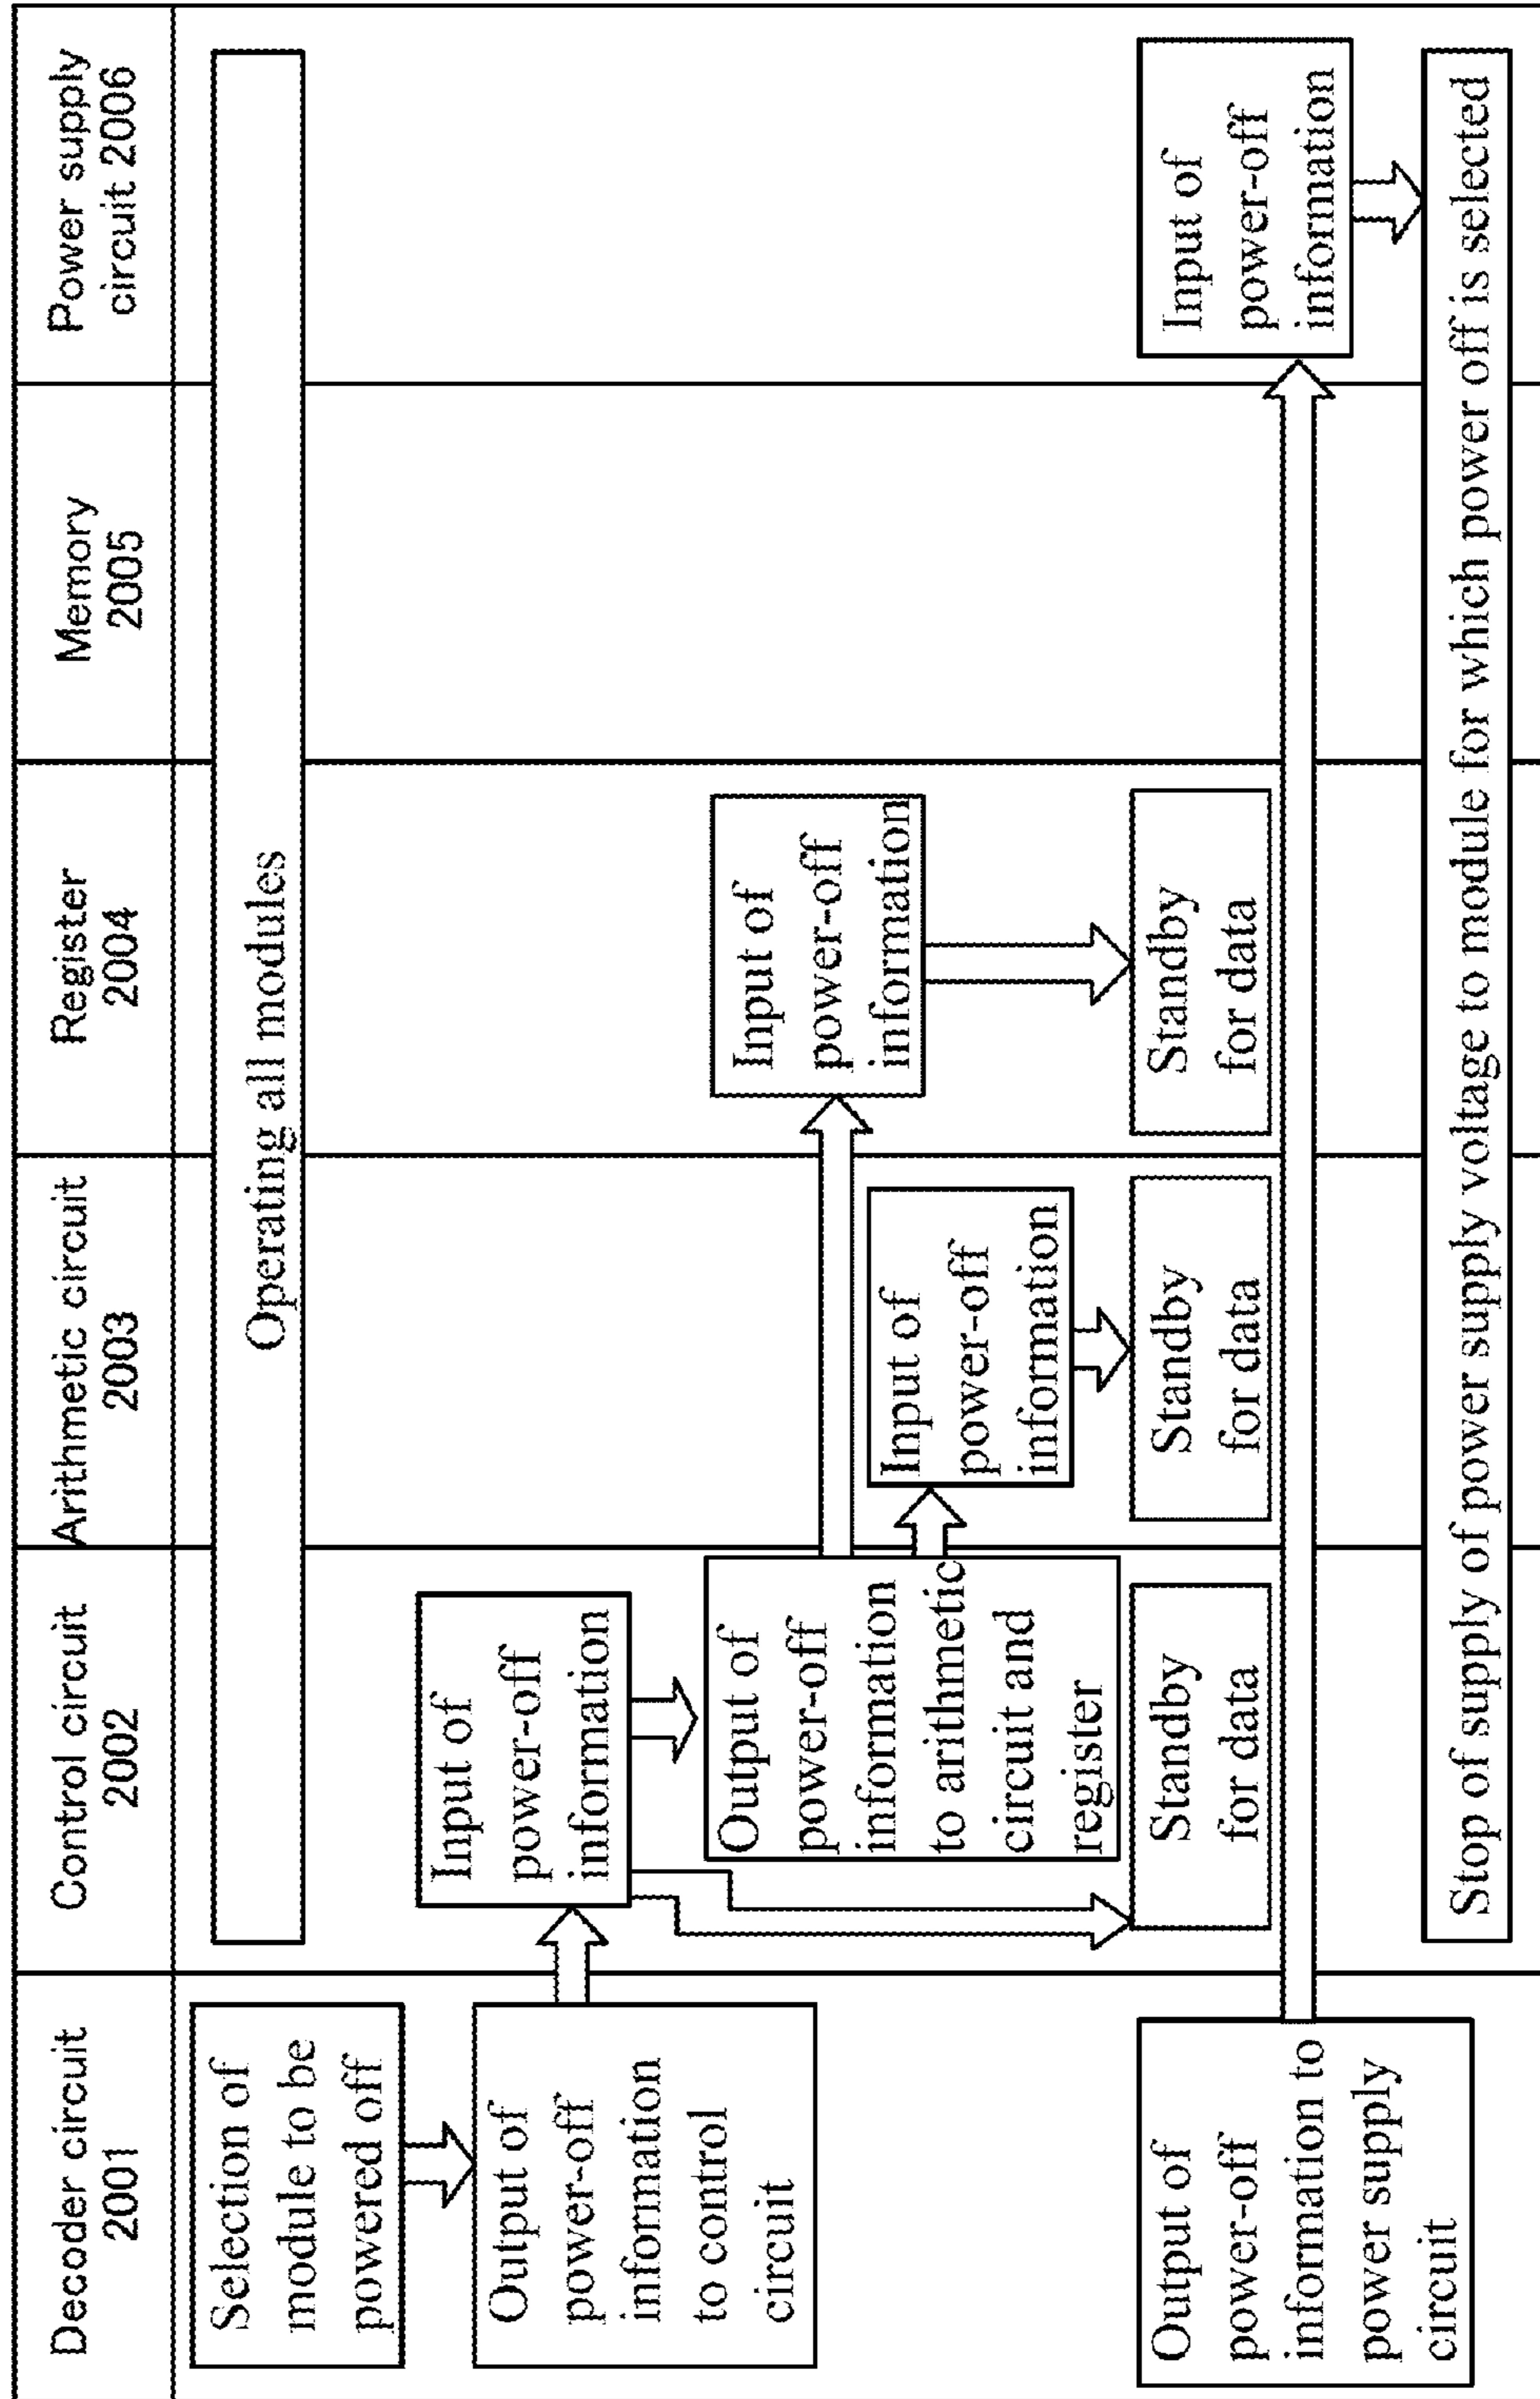 Decoder circuit
2001
Control circuit
2002
Arithmetic circuit
2003
Register
2004
Memory
2005
Power supply
circuit 2006
Operating all modules
Selection of
module to be
powered off
Output of
power-off
information
to control
circuit
Input of
power-off
information
Output of
power-off
information
to arithmetic
circuit and
register
Input of
power-off
information
Input of
power-off
information
Standby
for data
Standby
for data
Standby
for data
Output of
power-off
information to
power supply
circuit
Input of
power-off
information
Stop of supply of power supply voltage to module for which power off is selected